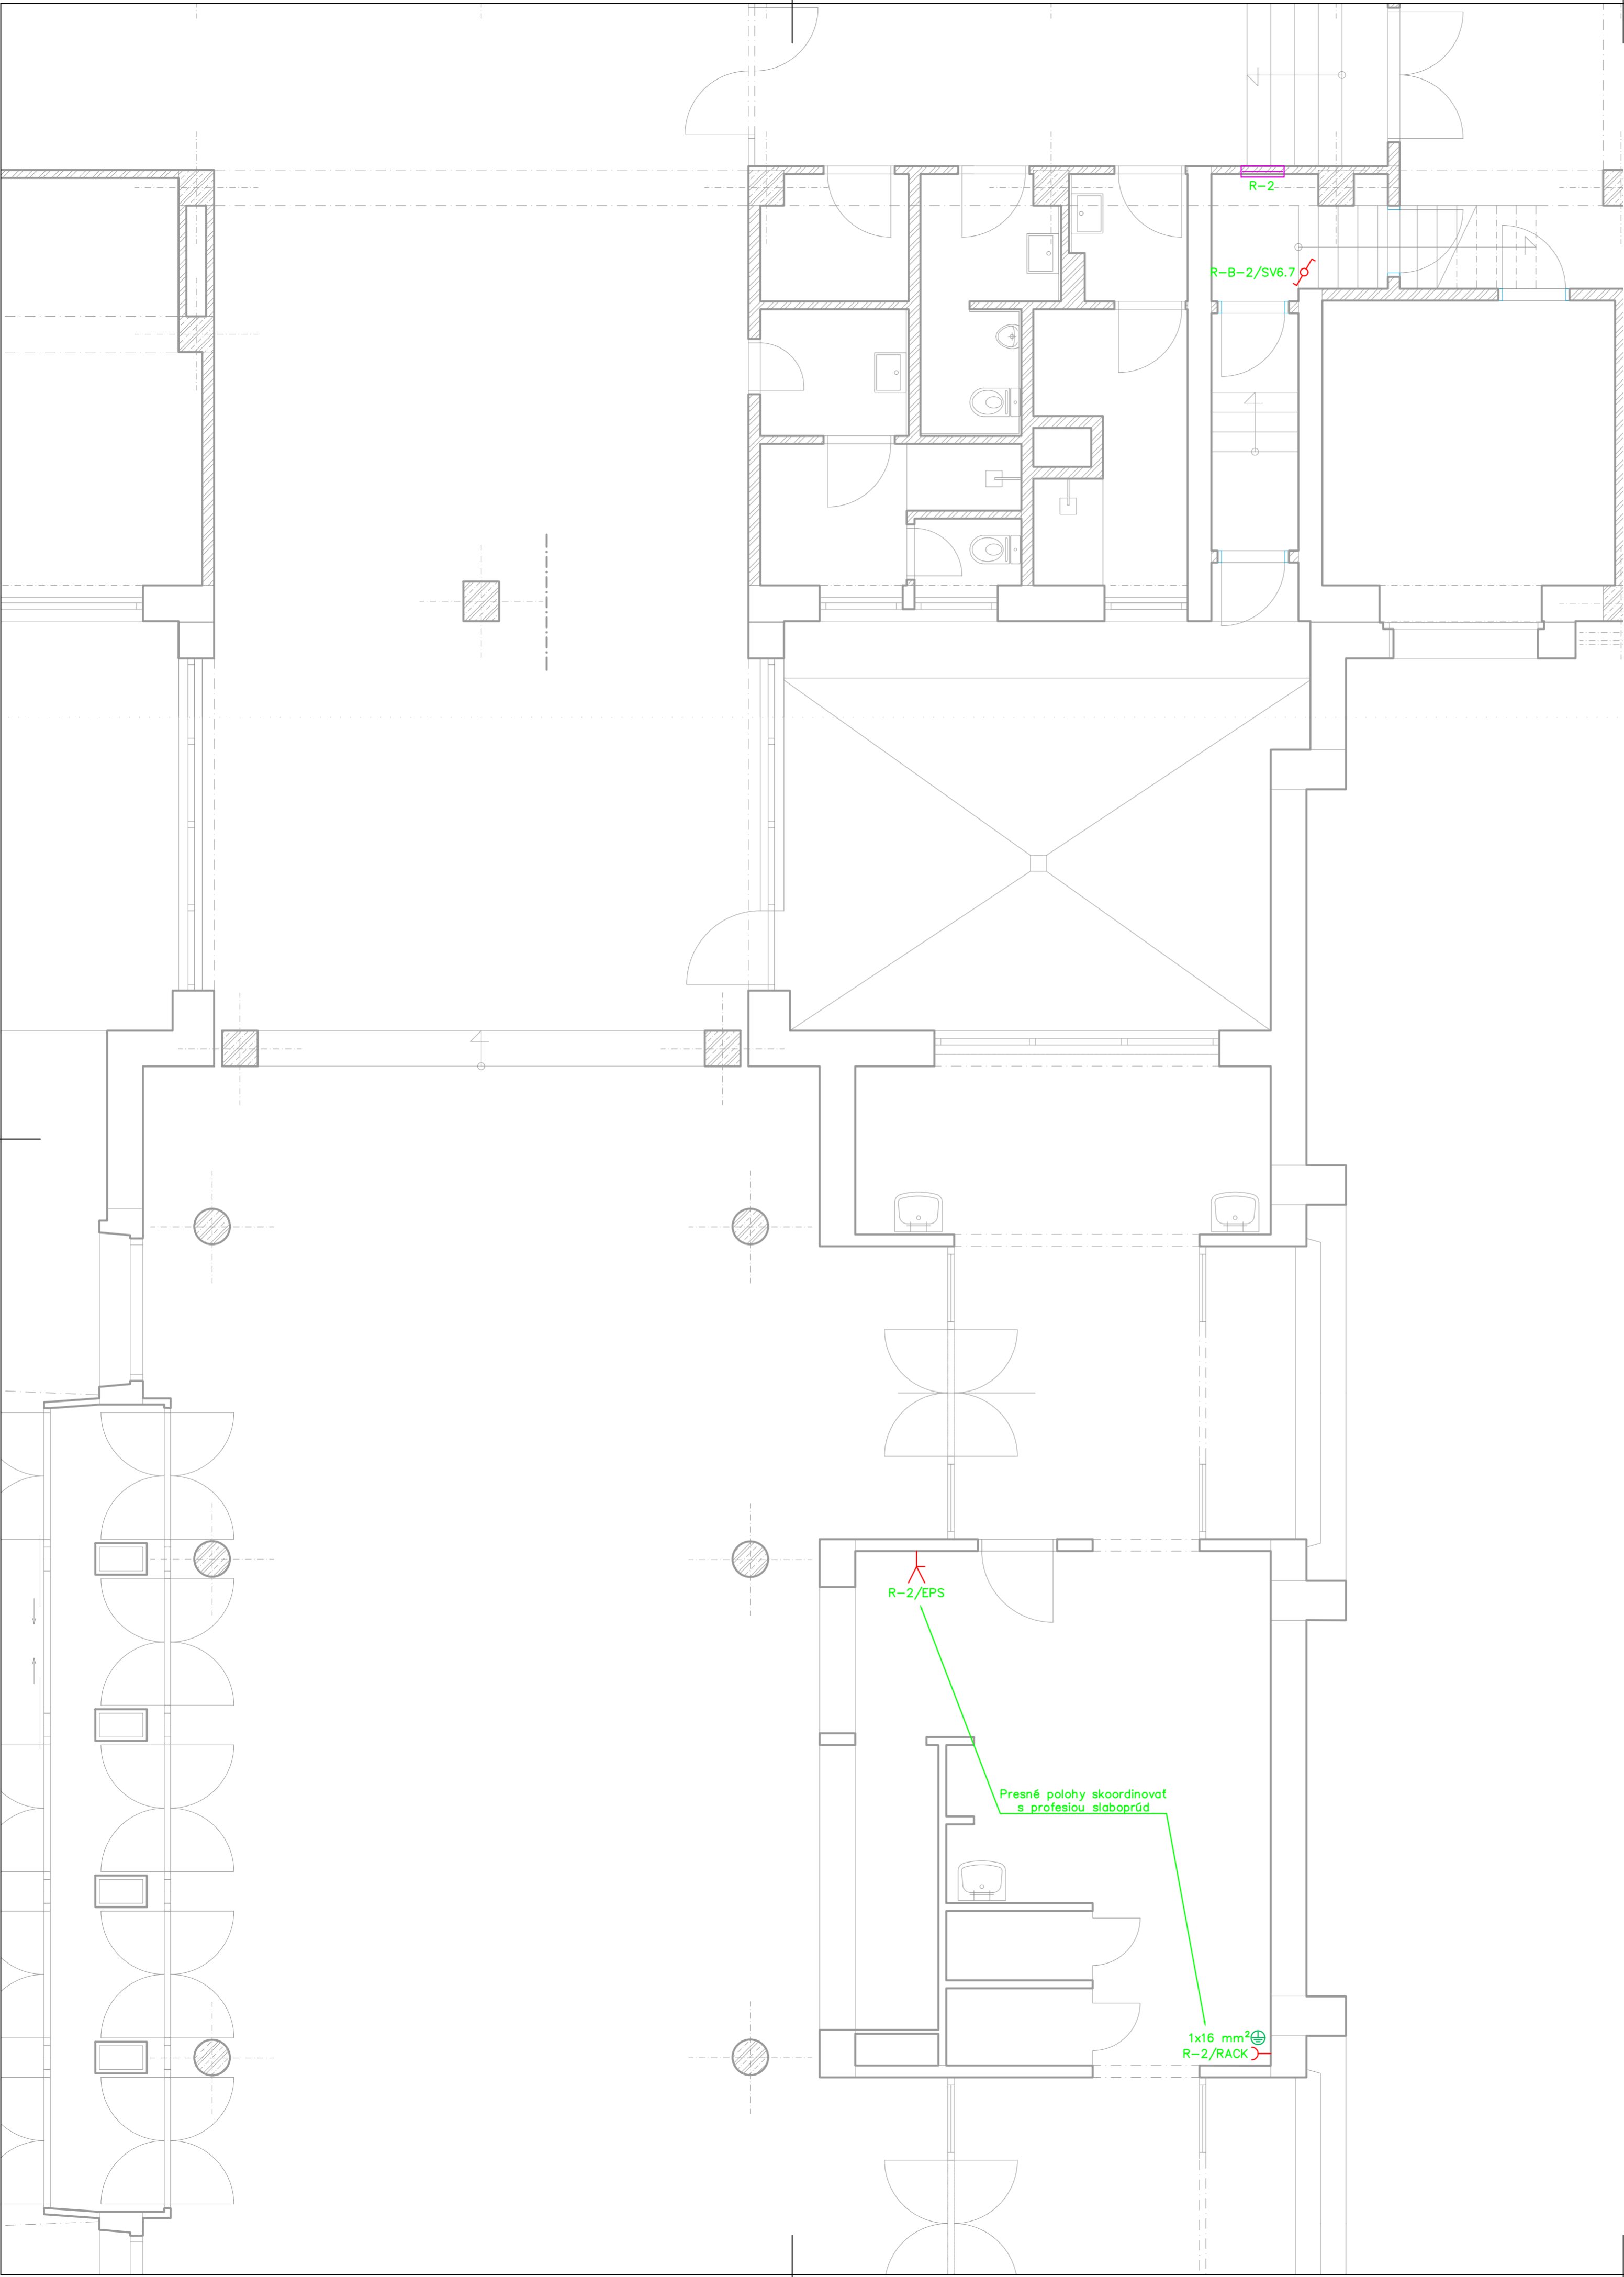 R-2
R-B-2/SV6.7
R-2/EPS
Presné polohy skoordinovať
s profesiou slaboprúd
1x16 mm²
R-2/RACK